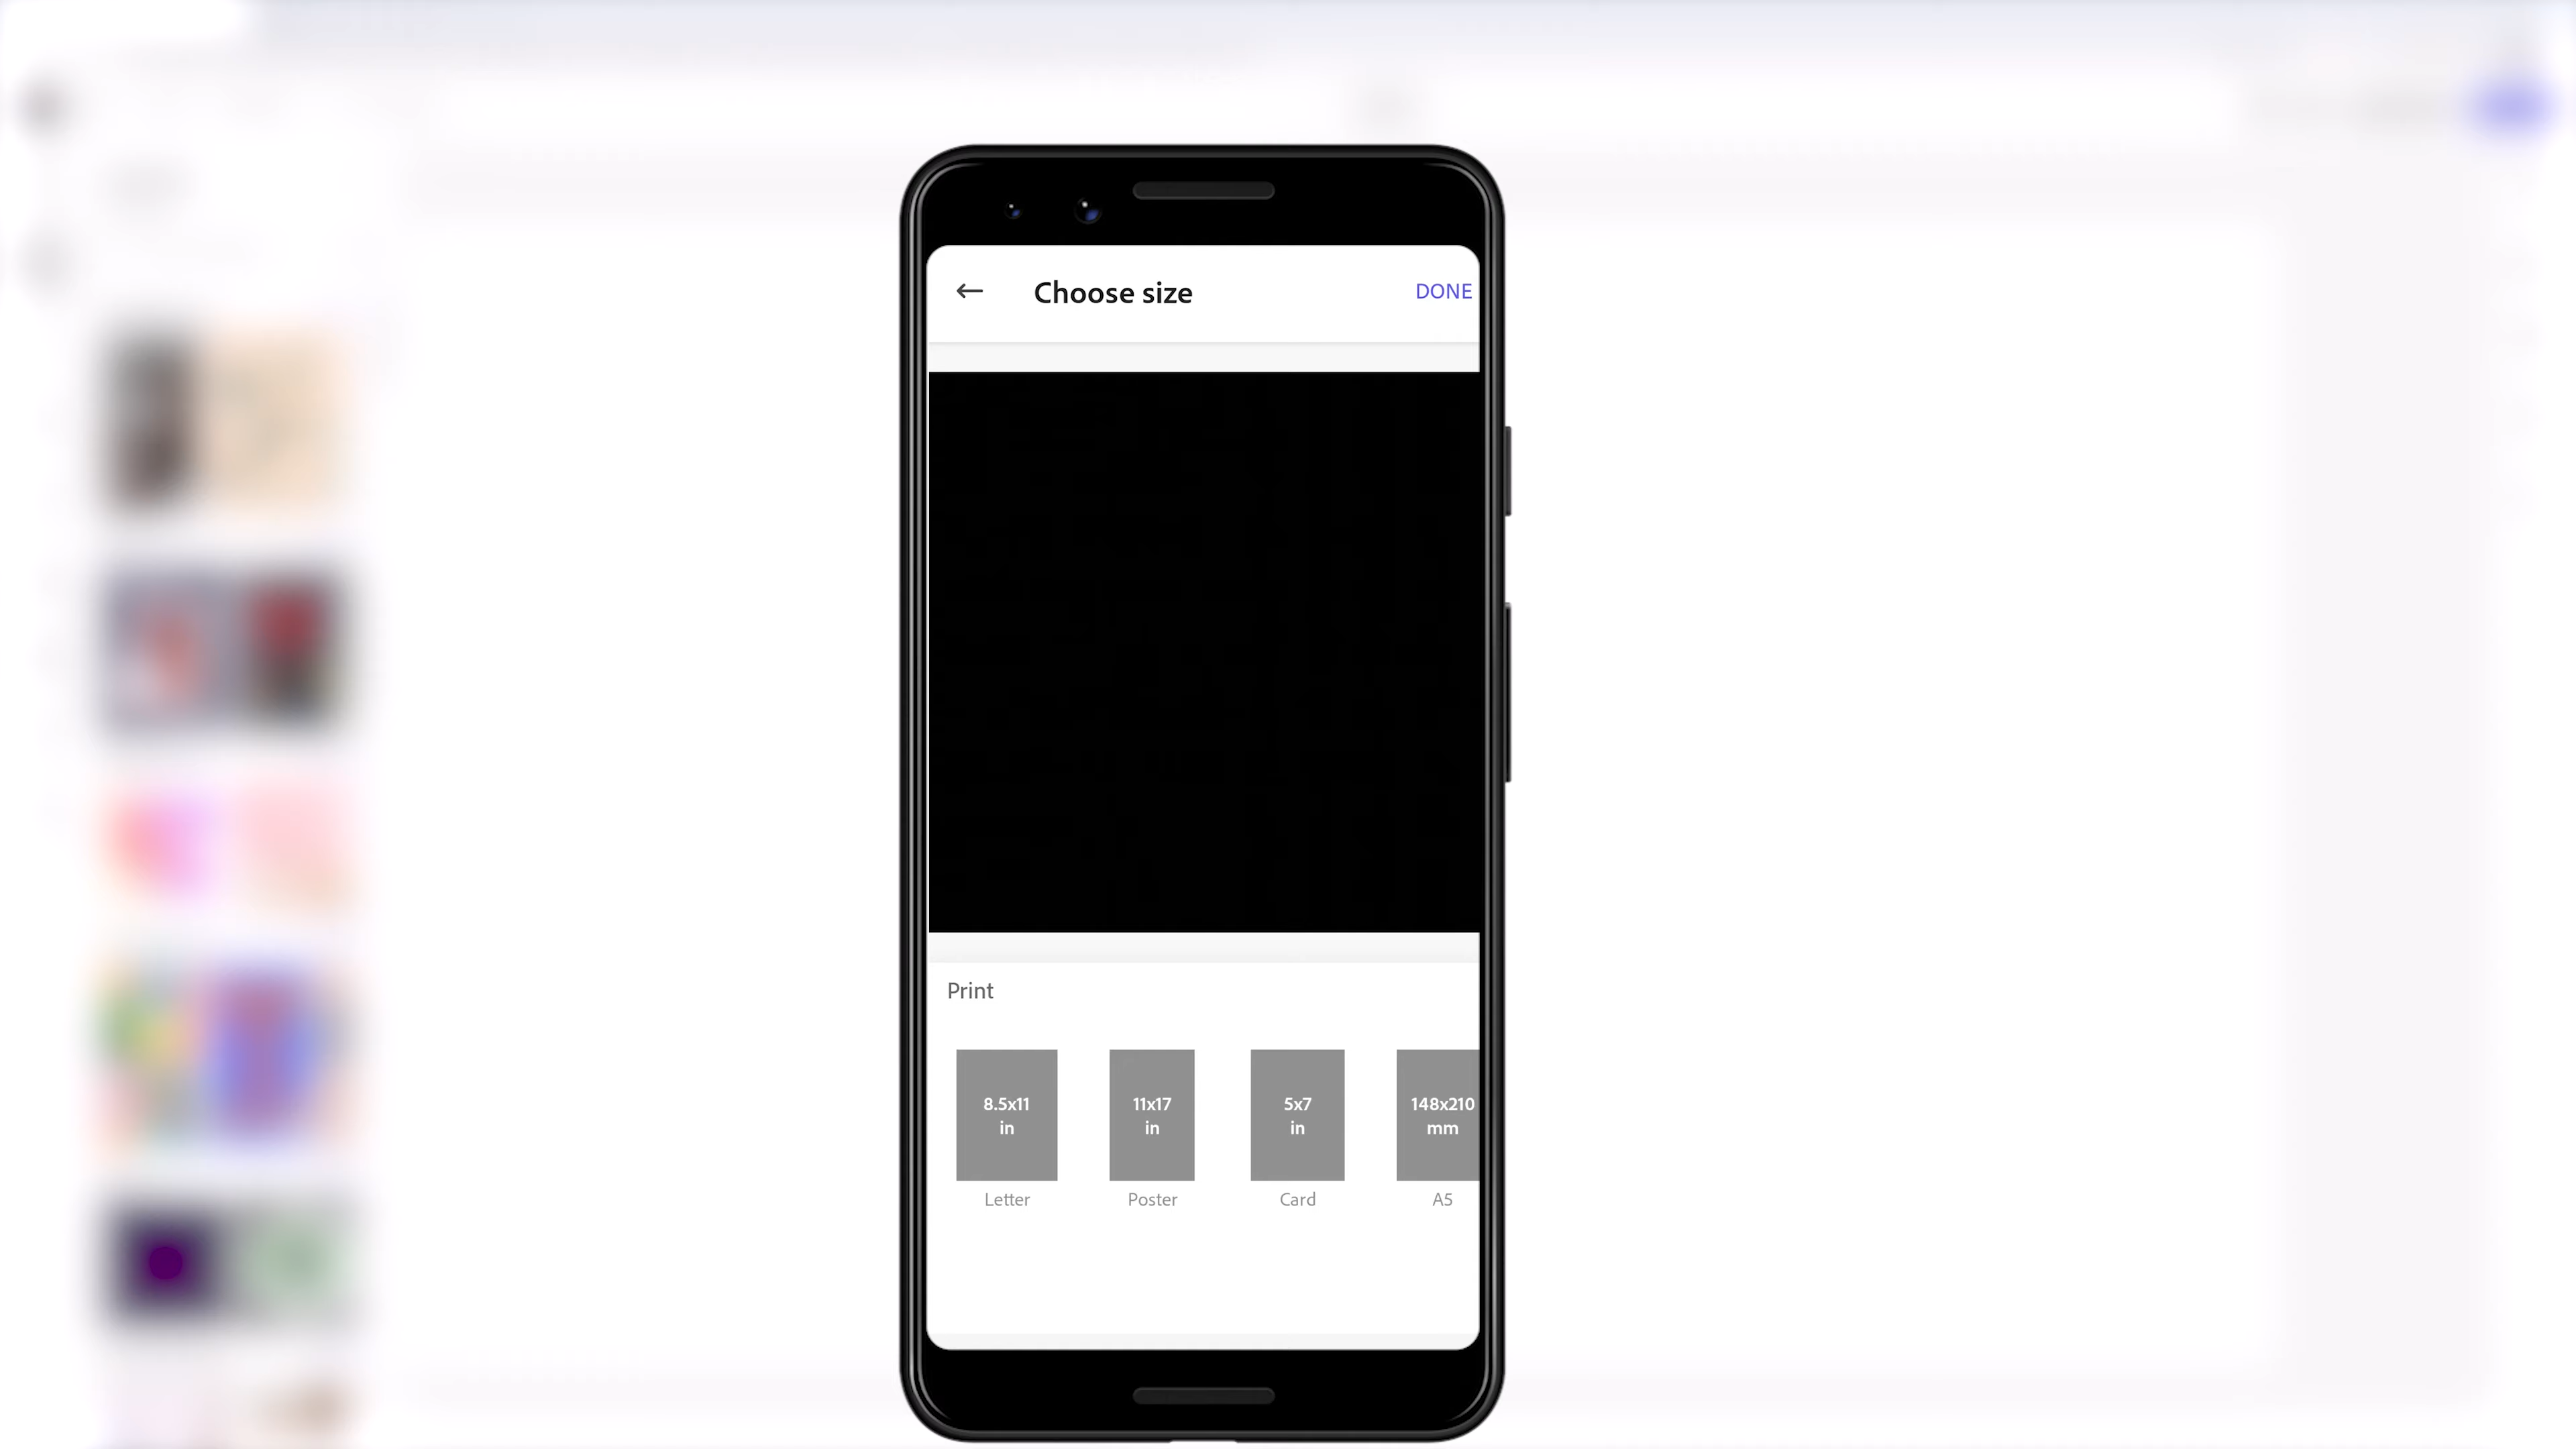 Choose size
DONE
Print
8.5x11
in
11x17
in
5x7
in
148x210
mm
Letter
Poster
Card
A5